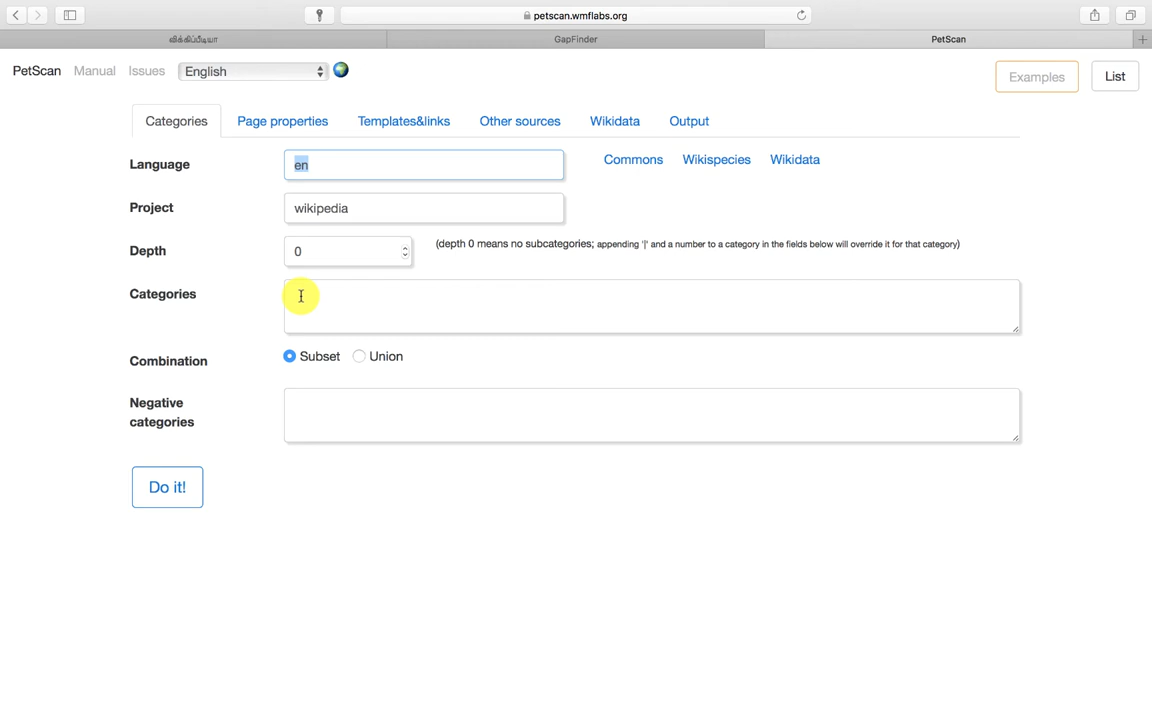 petscan.wmflabs.org
விக்கிப்பீடியா GapFinder PetScan
PetScan Manual Issues English Examples List
Categories Page properties Templates&links Other sources Wikidata Output
Language en Commons Wikispecies Wikidata
Project wikipedia
Depth 0 (depth 0 means no subcategories; appending '|' and a number to a category in the fields below will override it for that category)
Categories
Combination Subset Union
Negative
categories
Do it!